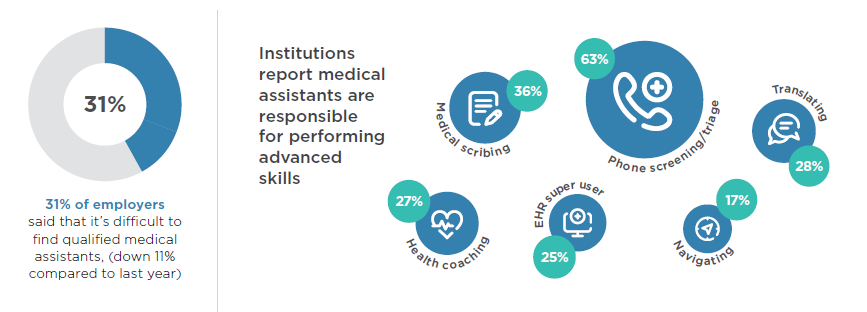 31%
31% of employers
said that it's difficult to
find qualified medical
assistants, (down 11%
compared to last year)
Institutions
report medical
assistants are
responsible
for performing
advanced
skills
36%
Medical scribing
63%
Phone screening/triage
Translating
28%
27%
Health coaching
EHR super user
25%
17%
Navigating